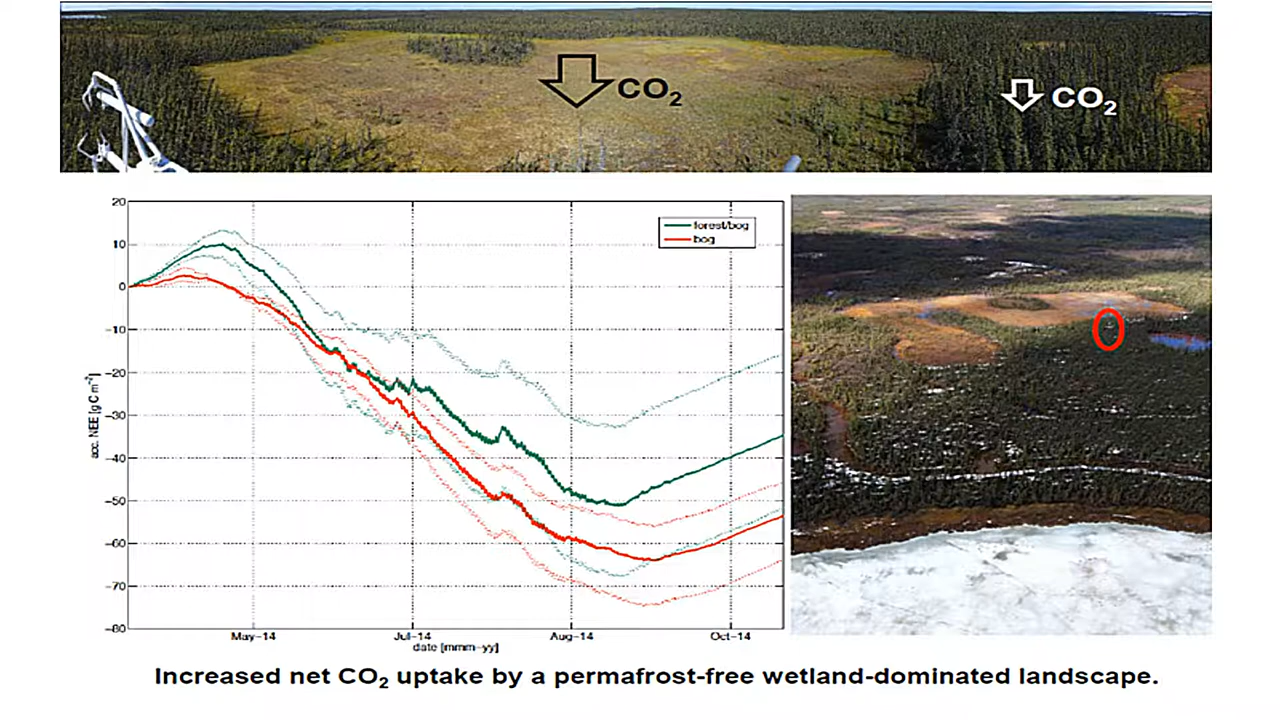 CO₂
CO₂
20
10
0
−10
−20
−30
−40
−50
−60
−70
−80
acc. NEE [g C m⁻²]
forest/bog
bog
May−14
Jul−14
Aug−14
Oct−14
date [mmm−yy]
Increased net CO₂ uptake by a permafrost-free wetland-dominated landscape.